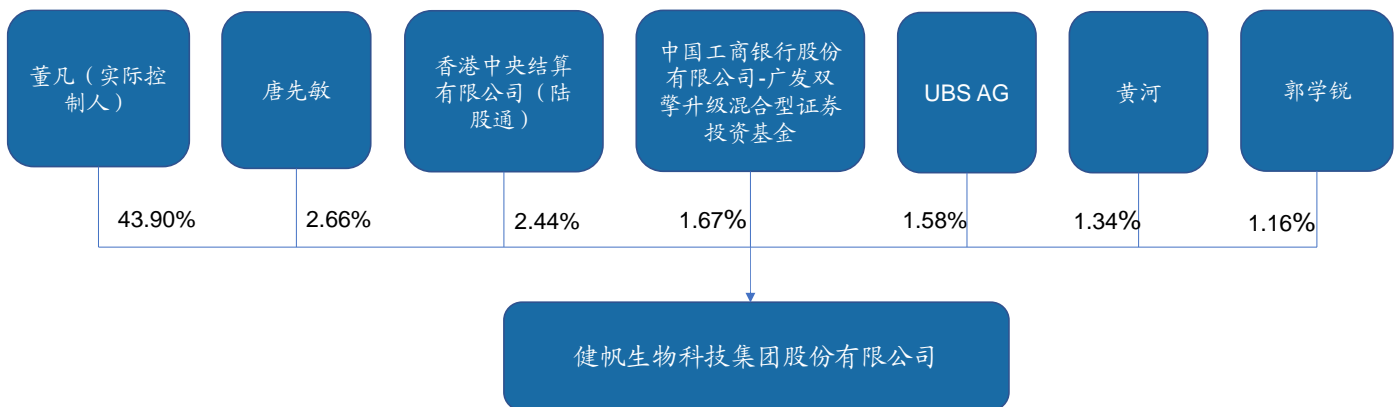 董凡（实际控
制人）
唐先敏
香港中央结算
有限公司（陆
股通）
中国工商银行股份
有限公司-广发双
擎升级混合型证券
投资基金
UBS AG
黄河
郭学锐
43.90%
2.66%
2.44%
1.67%
1.58%
1.34%
1.16%
健帆生物科技集团股份有限公司